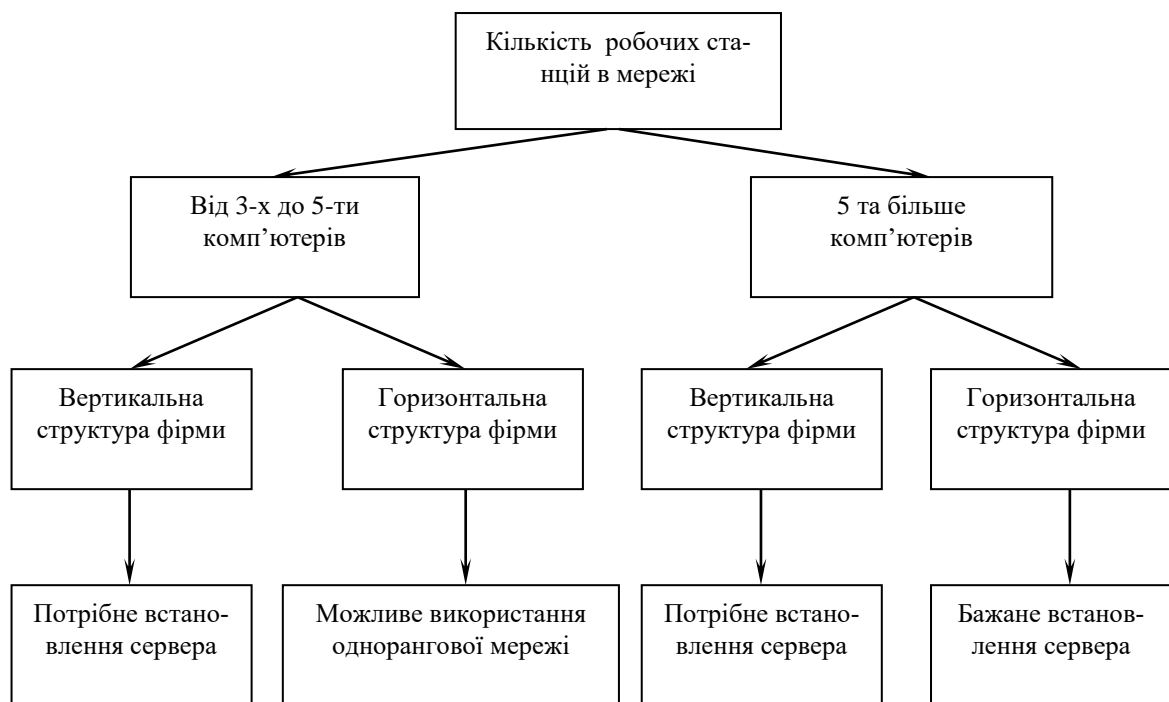 Кількість робочих ста-
нцій в мережі
Від 3-х до 5-ти
комп’ютерів
5 та більше
комп’ютерів
Вертикальна
структура фірми
Горизонтальна
структура фірми
Вертикальна
структура фірми
Горизонтальна
структура фірми
Потрібне встано-
влення сервера
Можливе використання
однорангової мережі
Потрібне встано-
влення сервера
Бажане встанов-
лення сервера